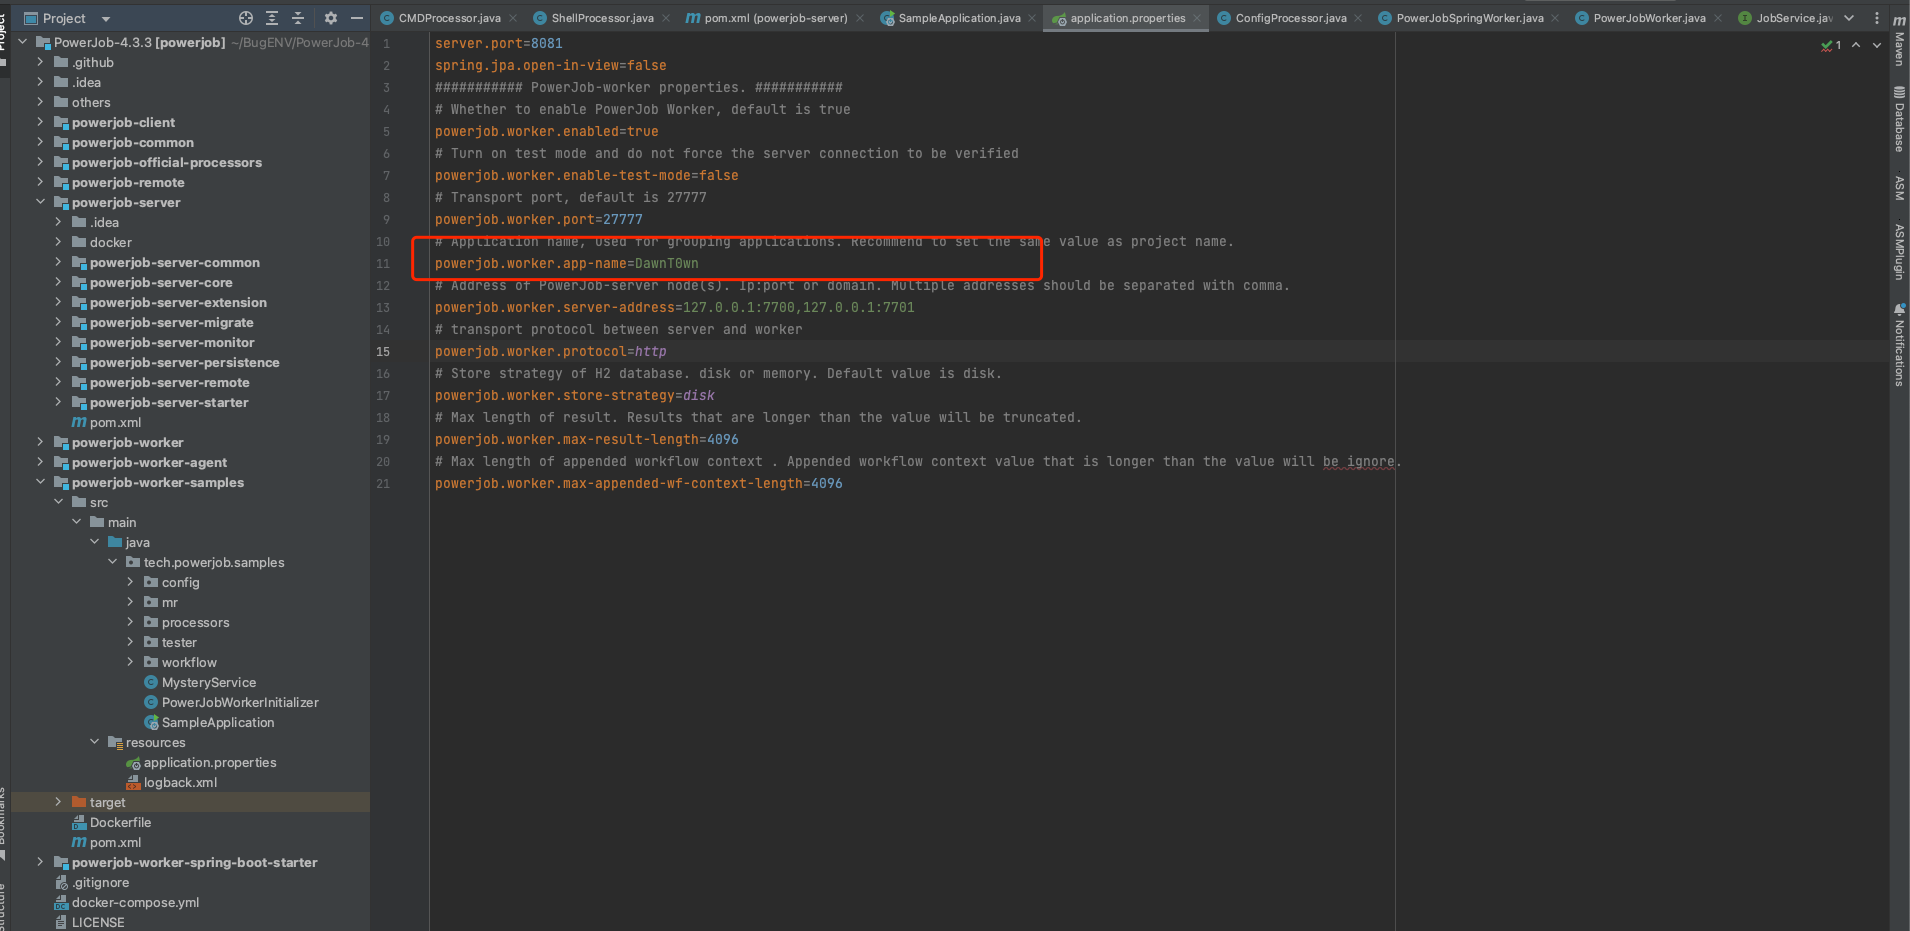 Project
CMDProcessor.java
ShellProcessor.java
pom.xml (powerjob-server)
SampleApplication.java
application.properties
ConfigProcessor.java
PowerJobSpringWorker.java
PowerJobWorker.java
JobService.jav
PowerJob-4.3.3 [powerjob] ~/BugENV/PowerJob-4
.github
.idea
others
powerjob-client
powerjob-common
powerjob-official-processors
powerjob-remote
powerjob-server
.idea
docker
powerjob-server-common
powerjob-server-core
powerjob-server-extension
powerjob-server-migrate
powerjob-server-monitor
powerjob-server-persistence
powerjob-server-remote
powerjob-server-starter
pom.xml
powerjob-worker
powerjob-worker-agent
powerjob-worker-samples
src
main
java
tech.powerjob.samples
config
mr
processors
tester
workflow
MysteryService
PowerJobWorkerInitializer
SampleApplication
resources
application.properties
logback.xml
target
Dockerfile
pom.xml
powerjob-worker-spring-boot-starter
.gitignore
docker-compose.yml
LICENSE
1 server.port=8081
2 spring.jpa.open-in-view=false
3 ########### PowerJob-worker properties. ###########
4 # Whether to enable PowerJob Worker, default is true
5 powerjob.worker.enabled=true
6 # Turn on test mode and do not force the server connection to be verified
7 powerjob.worker.enable-test-mode=false
8 # Transport port, default is 27777
9 powerjob.worker.port=27777
10 # Application name, used for grouping applications. Recommend to set the same value as project name.
11 powerjob.worker.app-name=DawnT0wn
12 # Address of PowerJob-server node(s). Ip:port or domain. Multiple addresses should be separated with comma.
13 powerjob.worker.server-address=127.0.0.1:7700,127.0.0.1:7701
14 # transport protocol between server and worker
15 powerjob.worker.protocol=http
16 # Store strategy of H2 database. disk or memory. Default value is disk.
17 powerjob.worker.store-strategy=disk
18 # Max length of result. Results that are longer than the value will be truncated.
19 powerjob.worker.max-result-length=4096
20 # Max length of appended workflow context . Appended workflow context value that is longer than the value will be ignore.
21 powerjob.worker.max-appended-wf-context-length=4096
1
Maven
Database
ASM
ASMPlugin
Notifications
Project
Bookmarks
Structure